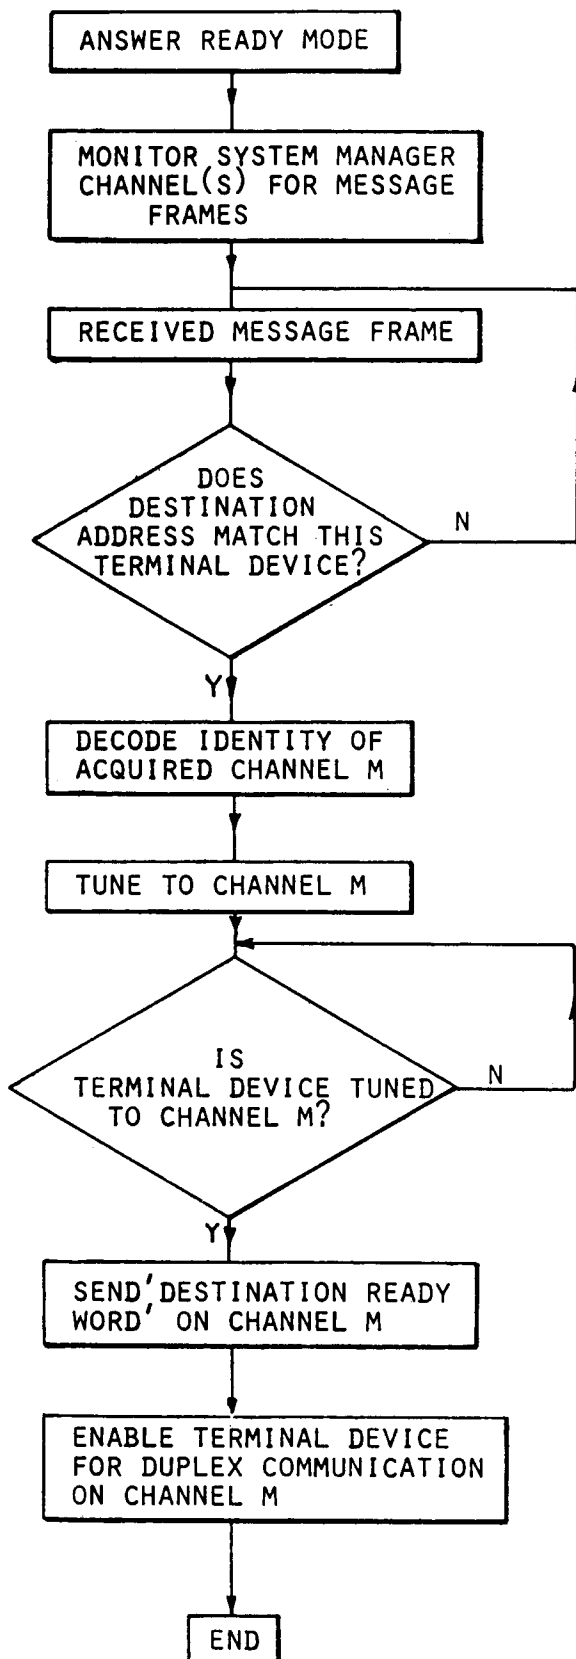 ANSWER READY MODE
MONITOR SYSTEM MANAGER
CHANNEL(S) FOR MESSAGE
FRAMES
RECEIVED MESSAGE FRAME
DOES
DESTINATION
ADDRESS MATCH THIS
TERMINAL DEVICE?
N
Y
DECODE IDENTITY OF
ACQUIRED CHANNEL M
TUNE TO CHANNEL M
IS
TERMINAL DEVICE TUNED
TO CHANNEL M?
N
Y
SEND'DESTINATION READY
WORD' ON CHANNEL M
ENABLE TERMINAL DEVICE
FOR DUPLEX COMMUNICATION
ON CHANNEL M
END